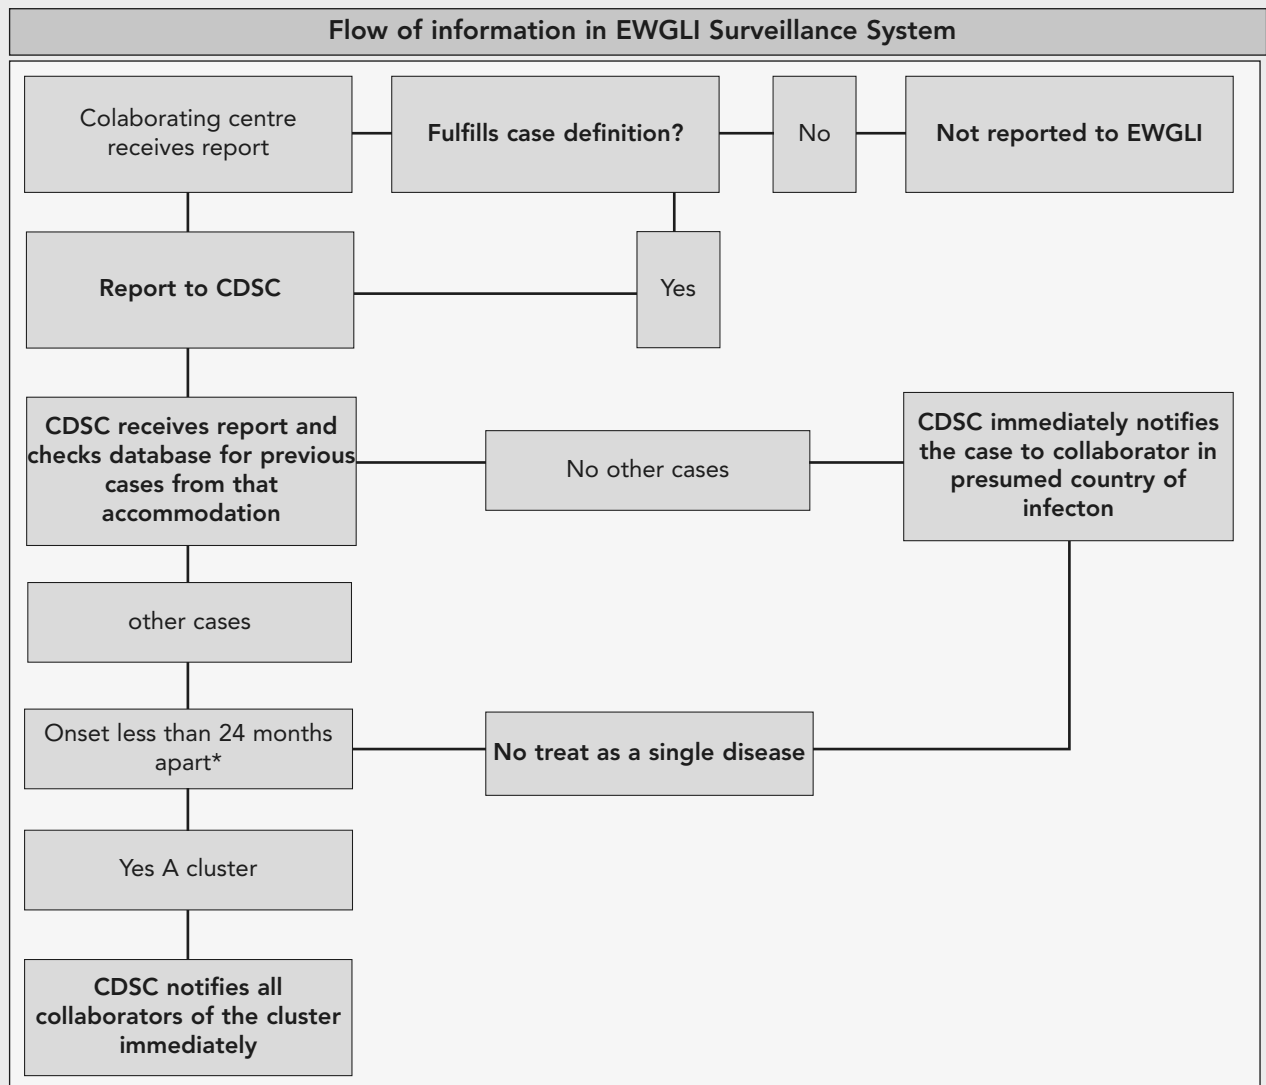 Flow of information in EWGLI Surveillance System
Colaborating centre
receives report
Fulfills case definition?
No
Not reported to EWGLI
Report to CDSC
Yes
CDSC receives report and
checks database for previous
cases from that
accommodation
No other cases
CDSC immediately notifies
the case to collaborator in
presumed country of
infecton
other cases
Onset less than 24 months
apart*
No treat as a single disease
Yes A cluster
CDSC notifies all
collaborators of the cluster
immediately